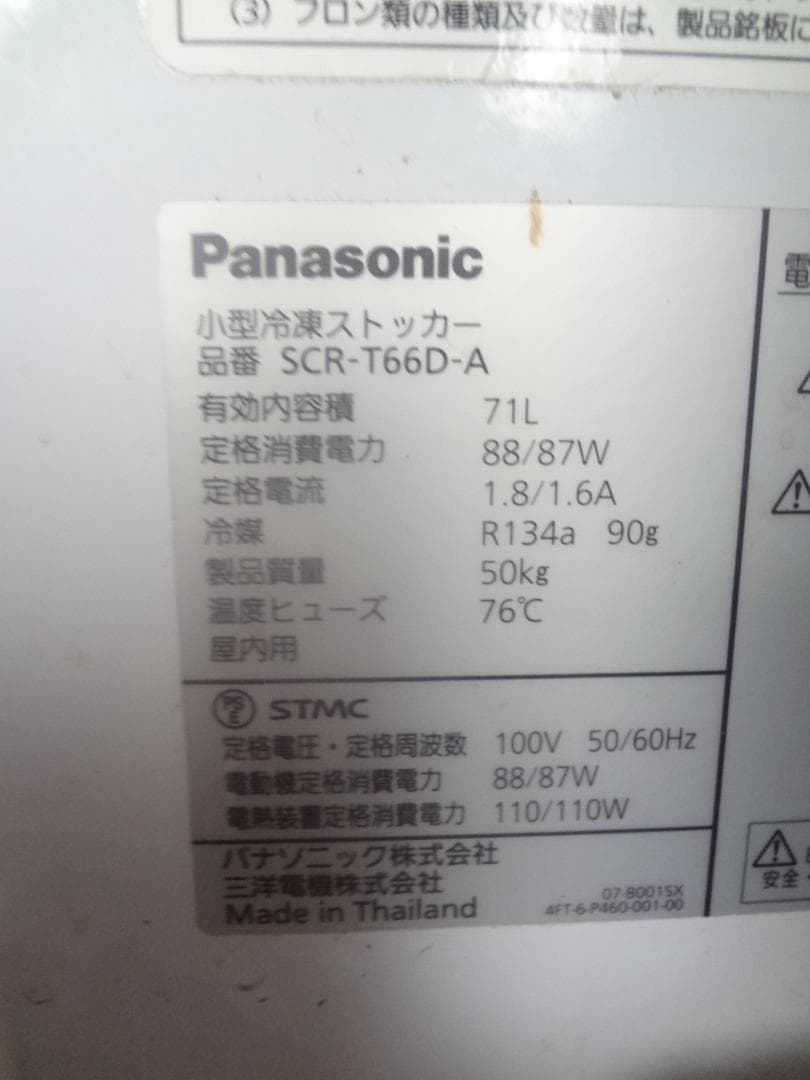 (3) フロン類の種類及び数量は、製品銘板に
Panasonic
小型冷凍ストッカー
品番 SCR-T66D-A
有効内容積 71L
定格消費電力 88/87W
定格電流 1.8/1.6A
冷媒 R134a 90g
製品質量 50kg
温度ヒューズ 76℃
屋内用
PSE STMC
定格電圧・定格周波数 100V 50/60Hz
電動機定格消費電力 88/87W
電熱装置定格消費電力 110/110W
パナソニック株式会社
三洋電機株式会社
Made in Thailand
07-8001SX
4FT-6-P460-001-00
電
安全・